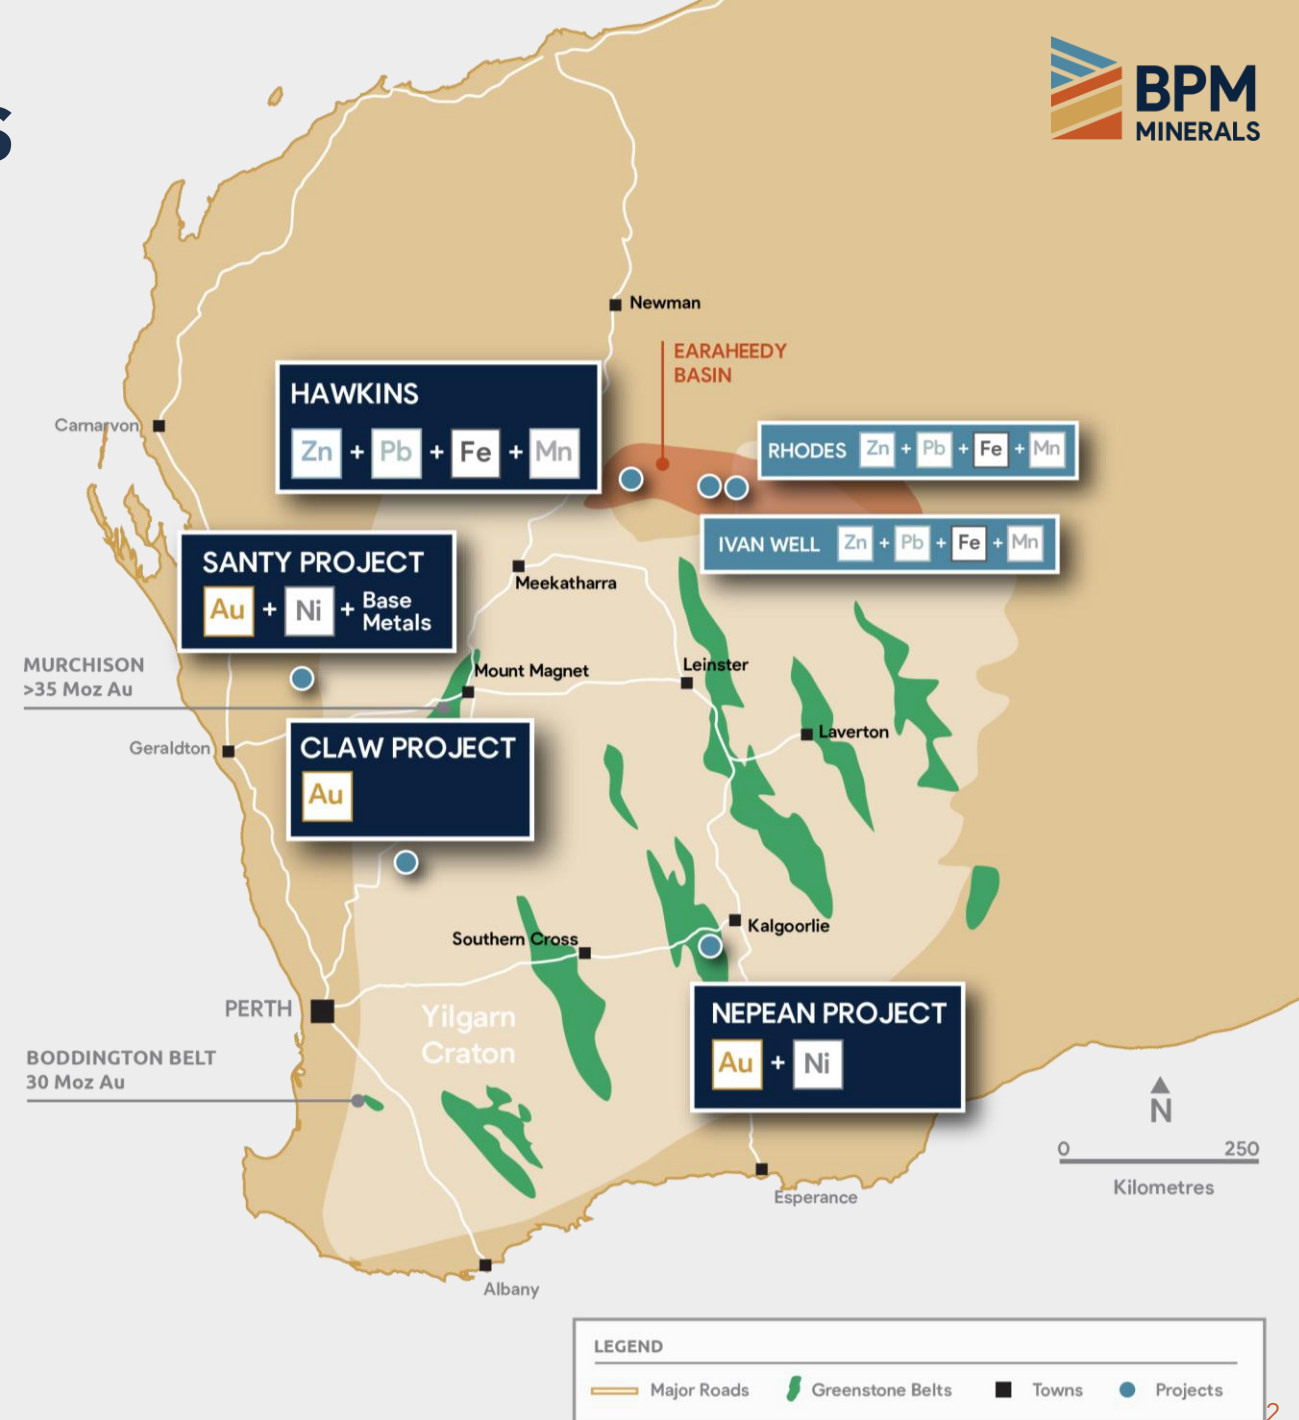 S
BPM
MINERALS
Newman
EARAHEEDY
BASIN
HAWKINS
Zn + Pb + Fe + Mn
Carnarvon
RHODES Zn + Pb + Fe + Mn
IVAN WELL Zn + Pb + Fe + Mn
SANTY PROJECT
Au + Ni + Base
Metals
Meekatharra
MURCHISON
>35 Moz Au
Mount Magnet
Leinster
Geraldton
CLAW PROJECT
Au
Laverton
Kalgoorlie
Southern Cross
PERTH
Yilgarn
Craton
NEPEAN PROJECT
Au + Ni
BODDINGTON BELT
30 Moz Au
N
0 250
Kilometres
Esperance
Albany
LEGEND
Major Roads Greenstone Belts Towns Projects
2